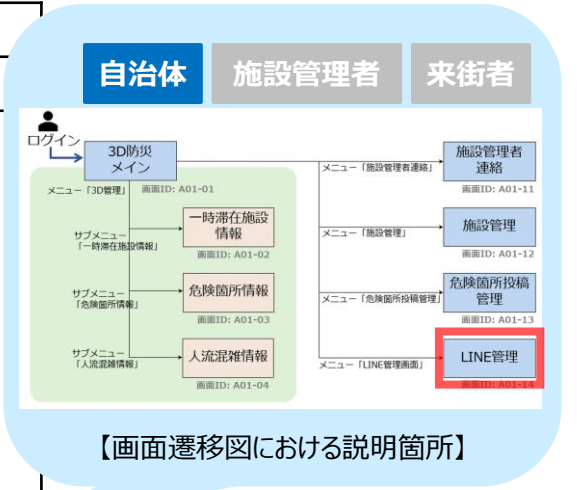 自治体 施設管理者 来街者
ログイン
3D防災
メイン
メニュー「3D管理」 画面ID: A01-01
サブメニュー
「一時滞在施設情報」
一時滞在施設
情報
画面ID: A01-02
サブメニュー
「危険箇所情報」
危険箇所情報
画面ID: A01-03
サブメニュー
「人流混雑情報」
人流混雑情報
画面ID: A01-04
メニュー「施設管理者連絡」
施設管理者
連絡
画面ID: A01-11
メニュー「施設管理」
施設管理
画面ID: A01-12
メニュー「危険箇所投稿管理」
危険箇所投稿
管理
画面ID: A01-13
メニュー「LINE管理画面」
LINE管理
画面ID: A01-14
【画面遷移図における説明箇所】